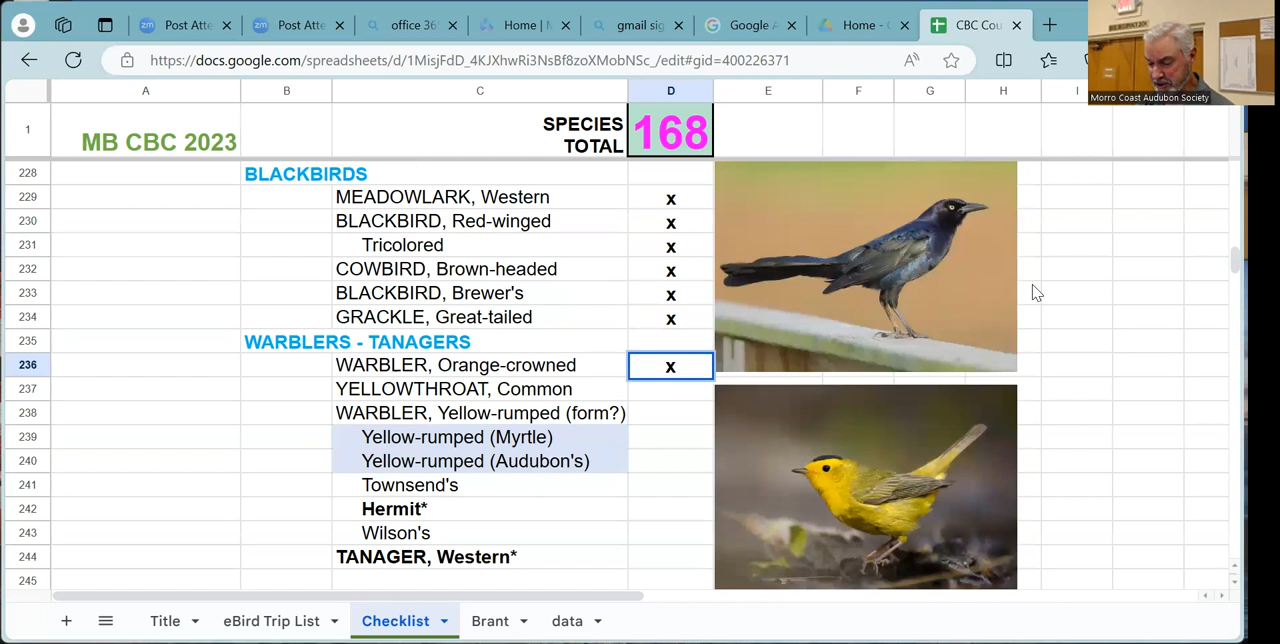 Post Atte
Post Atte
office 36
Home |
gmail sig
Google
Home -
CBC Cou
https://docs.google.com/spreadsheets/d/1MisjFdD_4KJXhwRi3NsBf8zoXMobNSc_/edit#gid=400226371
Morro Coast Audubon Society
A B C D E F G H I
1 MB CBC 2023 SPECIES TOTAL 168
228 BLACKBIRDS
229 MEADOWLARK, Western x
230 BLACKBIRD, Red-winged x
231 Tricolored x
232 COWBIRD, Brown-headed x
233 BLACKBIRD, Brewer's x
234 GRACKLE, Great-tailed x
235 WARBLERS - TANAGERS
236 WARBLER, Orange-crowned x
237 YELLOWTHROAT, Common
238 WARBLER, Yellow-rumped (form?)
239 Yellow-rumped (Myrtle)
240 Yellow-rumped (Audubon's)
241 Townsend's
242 Hermit*
243 Wilson's
244 TANAGER, Western*
245
Title eBird Trip List Checklist Brant data